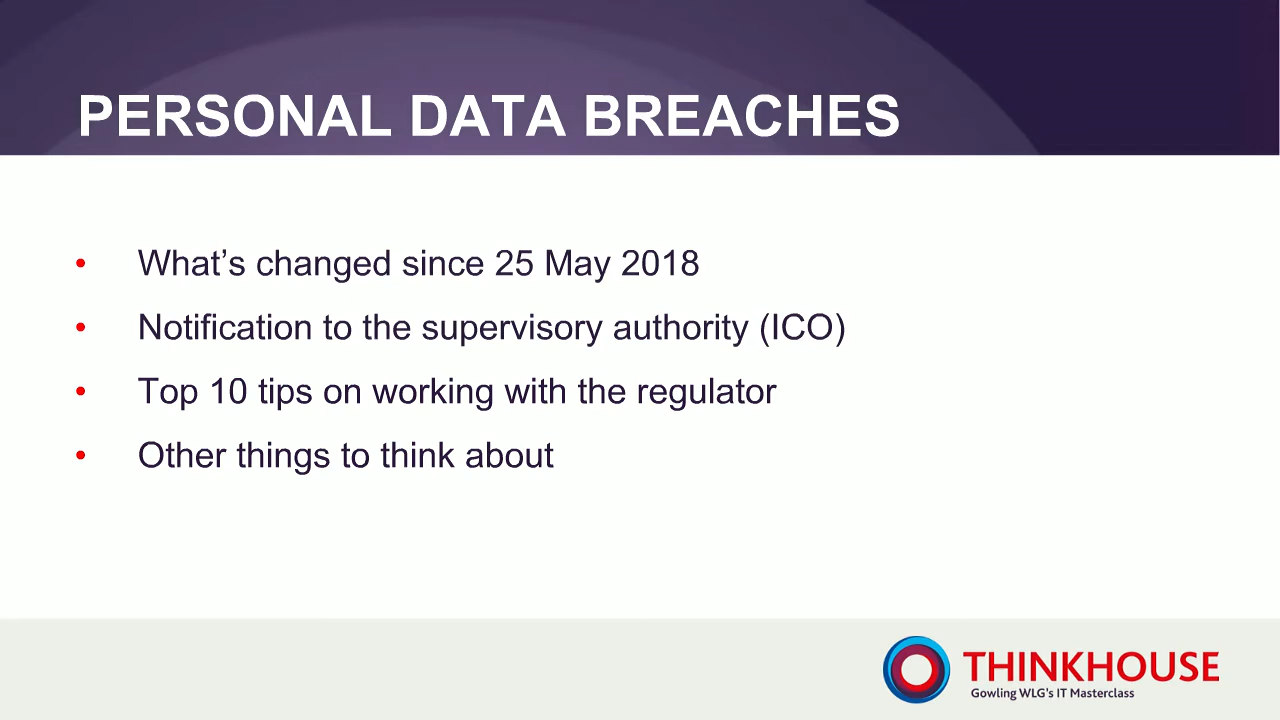 PERSONAL DATA BREACHES
• What’s changed since 25 May 2018
• Notification to the supervisory authority (ICO)
• Top 10 tips on working with the regulator
• Other things to think about
THINKHOUSE
Gowling WLG's IT Masterclass